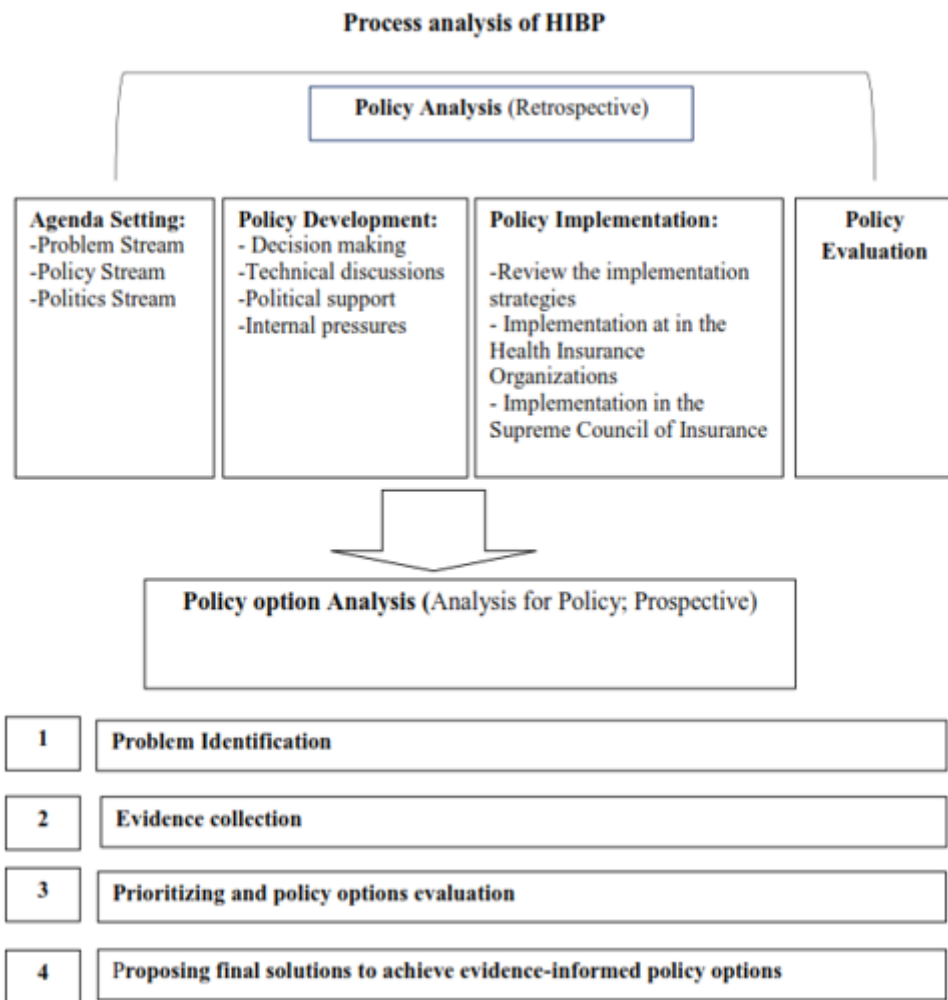 Process analysis of HIBP
Policy Analysis (Retrospective)
Agenda Setting:
-Problem Stream
-Policy Stream
-Politics Stream
Policy Development:
- Decision making
-Technical discussions
-Political support
-Internal pressures
Policy Implementation:
-Review the implementation
strategies
- Implementation at in the
Health Insurance
Organizations
- Implementation in the
Supreme Council of Insurance
Policy
Evaluation
Policy option Analysis (Analysis for Policy; Prospective)
1 Problem Identification
2 Evidence collection
3 Prioritizing and policy options evaluation
4 Proposing final solutions to achieve evidence-informed policy options